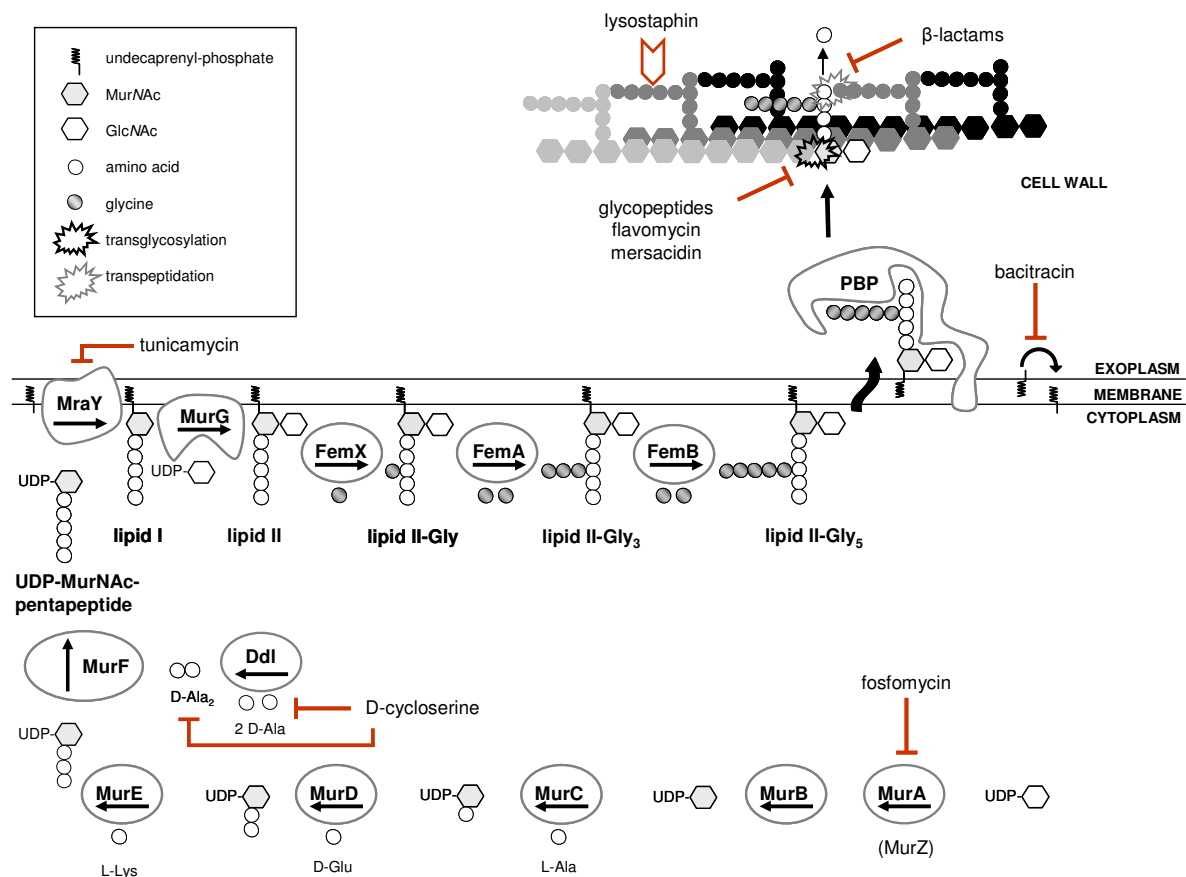 lysostaphin
β-lactams
undecaprenyl-phosphate
MurNAc
GlcNAc
amino acid
glycine
transglycosylation
transpeptidation
CELL WALL
glycopeptides
flavomycin
mersacidin
PBP
bacitracin
tunicamycin
EXOPLASM
MEMBRANE
CYTOPLASM
MraY
MurG
FemX
FemA
FemB
UDP-
UDP-
lipid I
lipid II
lipid II-Gly
lipid II-Gly3
lipid II-Gly5
UDP-MurNAc-
pentapeptide
MurF
Ddl
D-Ala2
2 D-Ala
D-cycloserine
fosfomycin
UDP-
MurE
UDP-
MurD
UDP-
MurC
UDP-
MurB
MurA
UDP-
(MurZ)
L-Lys
D-Glu
L-Ala